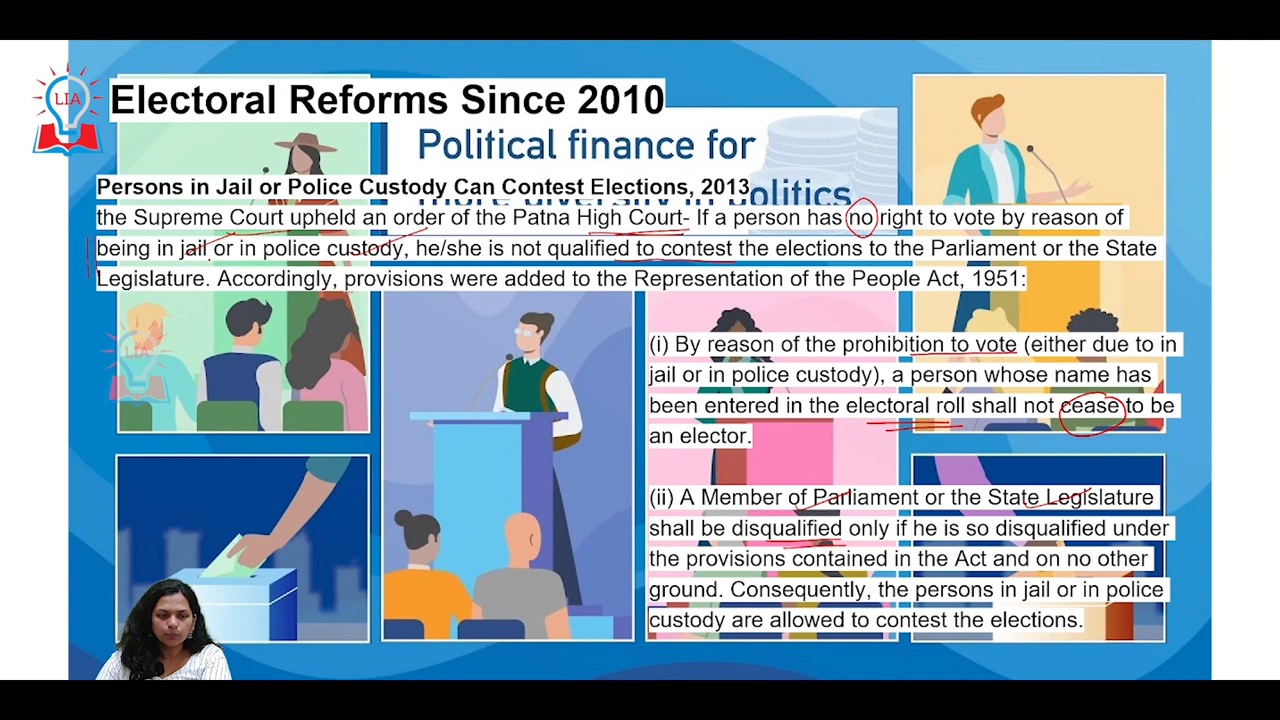 LIA
Electoral Reforms Since 2010
Political finance for
politics
Persons in Jail or Police Custody Can Contest Elections, 2013
the Supreme Court upheld an order of the Patna High Court- If a person has no right to vote by reason of
being in jail or in police custody, he/she is not qualified to contest the elections to the Parliament or the State
Legislature. Accordingly, provisions were added to the Representation of the People Act, 1951:
(i) By reason of the prohibition to vote (either due to in
jail or in police custody), a person whose name has
been entered in the electoral roll shall not cease to be
an elector.
(ii) A Member of Parliament or the State Legislature
shall be disqualified only if he is so disqualified under
the provisions contained in the Act and on no other
ground. Consequently, the persons in jail or in police
custody are allowed to contest the elections.